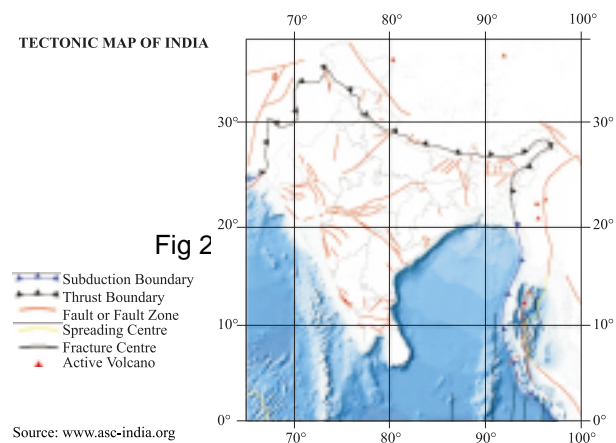 70° 80° 90° 100°
TECTONIC MAP OF INDIA
30° 30°
20° 20°
Fig 2
Subduction Boundary
Thrust Boundary
Fault or Fault Zone
Spreading Centre
10° 10°
Fracture Centre
Active Volcano
0° 0°
Source: www.asc-india.org
70° 80° 90° 100°